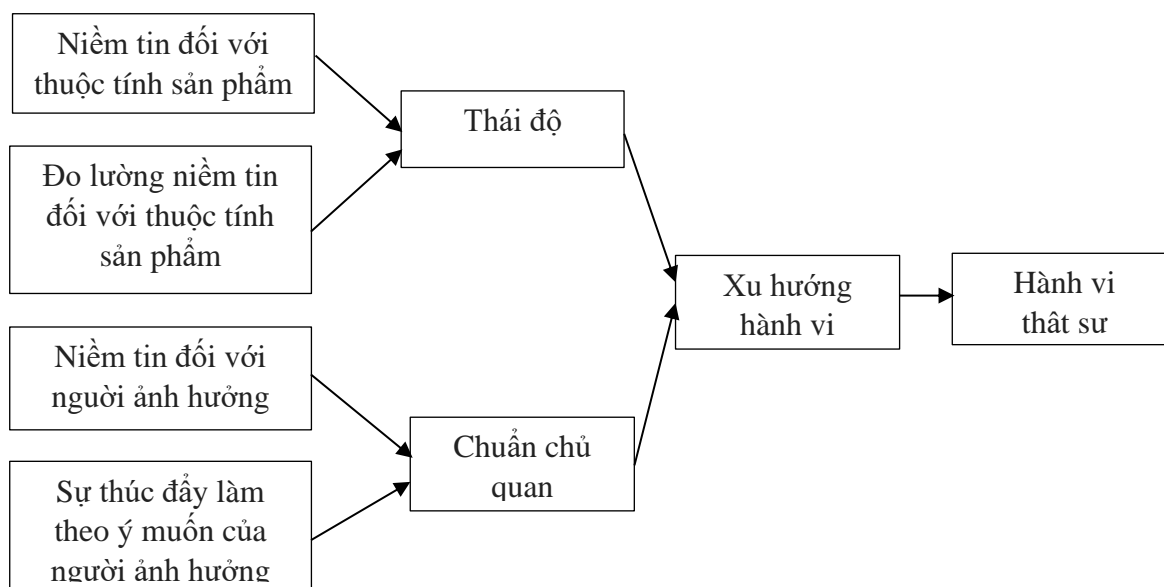 Niềm tin đối với
thuộc tính sản phẩm
Đo lường niềm tin
đối với thuộc tính
sản phẩm
Niềm tin đối với
nguời ảnh hưởng
Sự thúc đẩy làm
theo ý muốn của
người ảnh hưởng
Thái độ
Chuẩn chủ
quan
Xu hướng
hành vi
Hành vi
thât sư